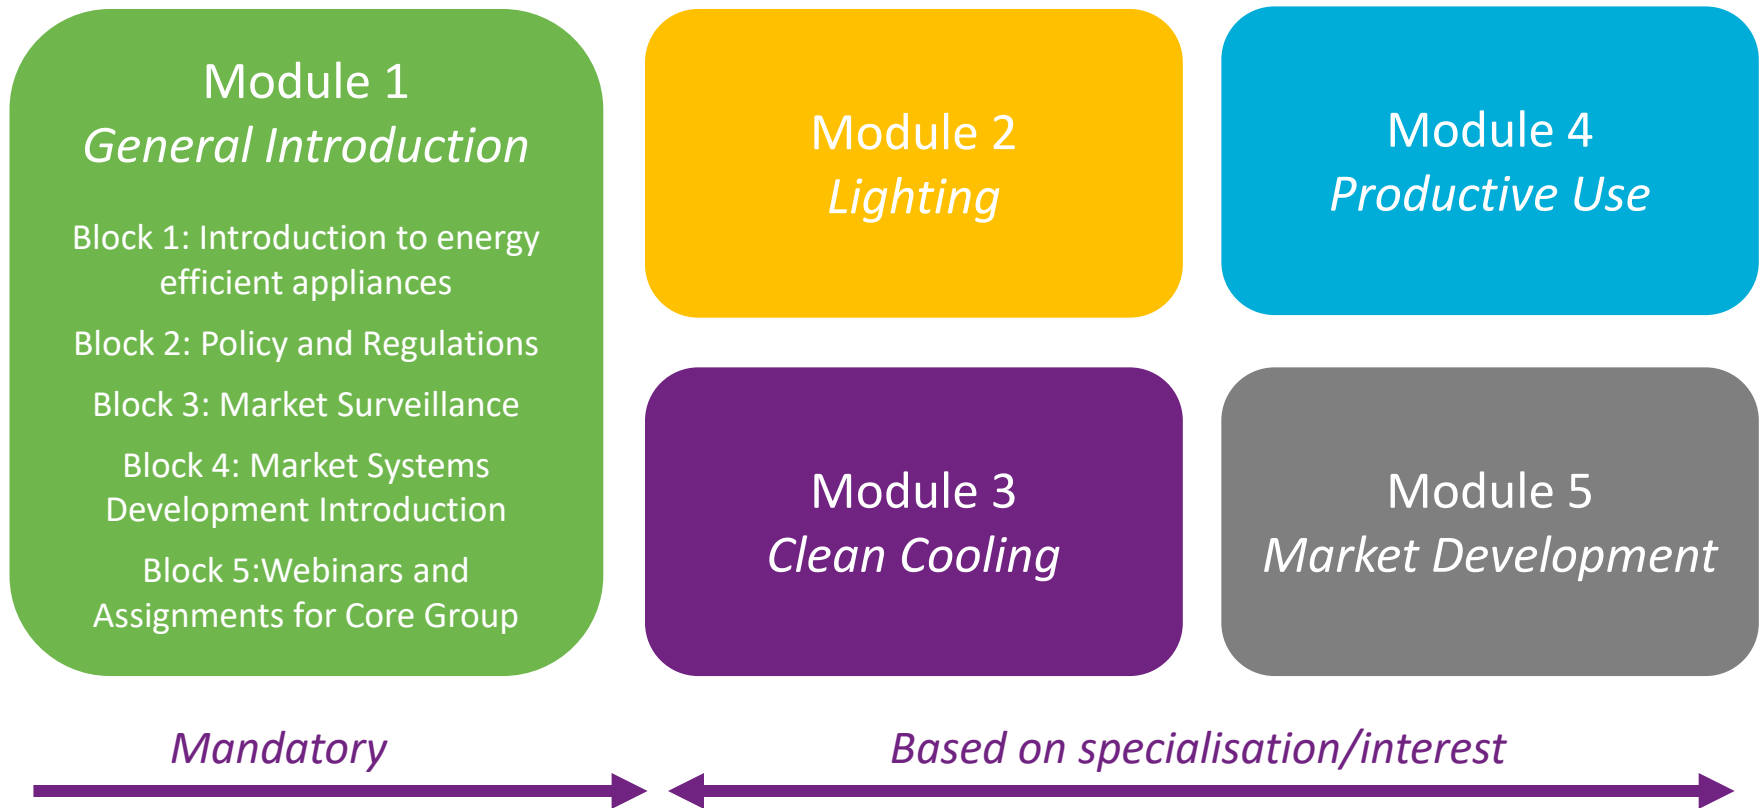 Module 1
General Introduction
Block 1: Introduction to energy
efficient appliances
Block 2: Policy and Regulations
Block 3: Market Surveillance
Block 4: Market Systems
Development Introduction
Block 5:Webinars and
Assignments for Core Group
Module 2
Lighting
Module 3
Clean Cooling
Module 4
Productive Use
Module 5
Market Development
Mandatory
Based on specialisation/interest